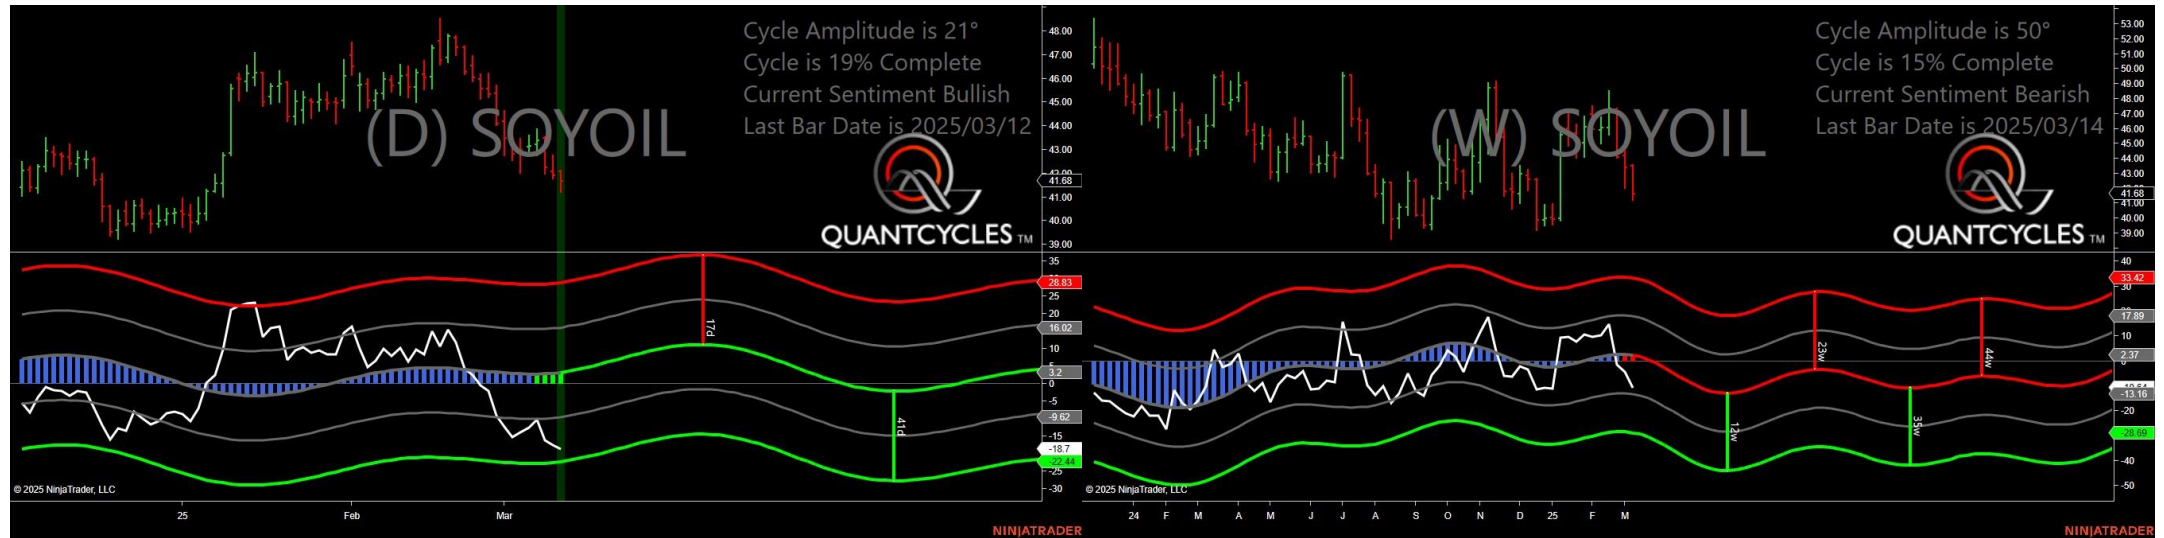 Cycle Amplitude is 21°
Cycle is 19% Complete
Current Sentiment Bullish
Last Bar Date is 2025/03/12
(D) SOYOIL
QUANTCYCLES TM
48.00
47.00
46.00
45.00
44.00
43.00
41.68
41.00
40.00
39.00
35
28.83
25
20
16.02
10
3.2
0
-5
-9.62
-15
-18.7
-22.44
-25
-30
17d
41d
© 2025 NinjaTrader, LLC
25
Feb
Mar
NINJATRADER
Cycle Amplitude is 50°
Cycle is 15% Complete
Current Sentiment Bearish
Last Bar Date is 2025/03/14
(W) SOYOIL
QUANTCYCLES TM
53.00
52.00
51.00
50.00
49.00
48.00
47.00
46.00
45.00
44.00
43.00
41.68
41.00
40.00
39.00
40
33.42
30
17.89
10
2.37
-13.16
-20
-28.69
-40
-50
12w
23w
35w
44w
© 2025 NinjaTrader, LLC
24
F
M
A
M
J
J
A
S
O
N
D
25
F
M
NINJATRADER